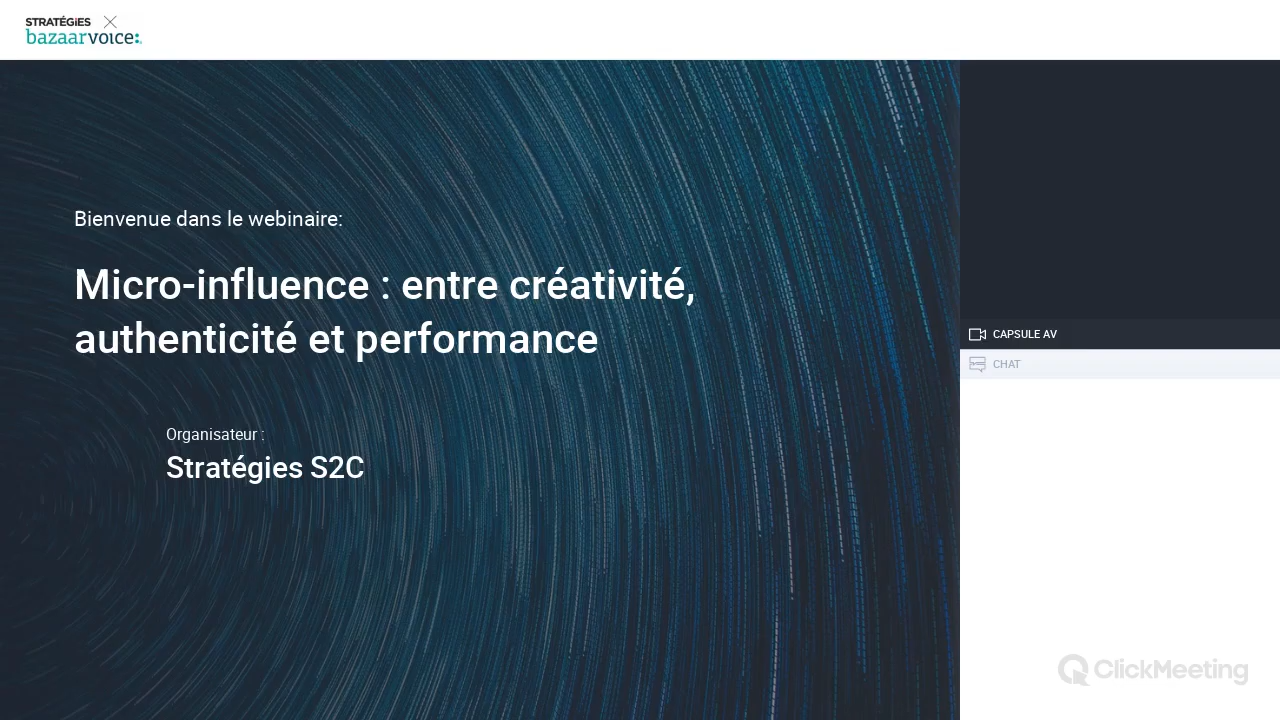 STRATÉGIES
bazaarvoice:
Bienvenue dans le webinaire:
Micro-influence : entre créativité,
authenticité et performance
Organisateur :
Stratégies S2C
CAPSULE AV
CHAT
ClickMeeting